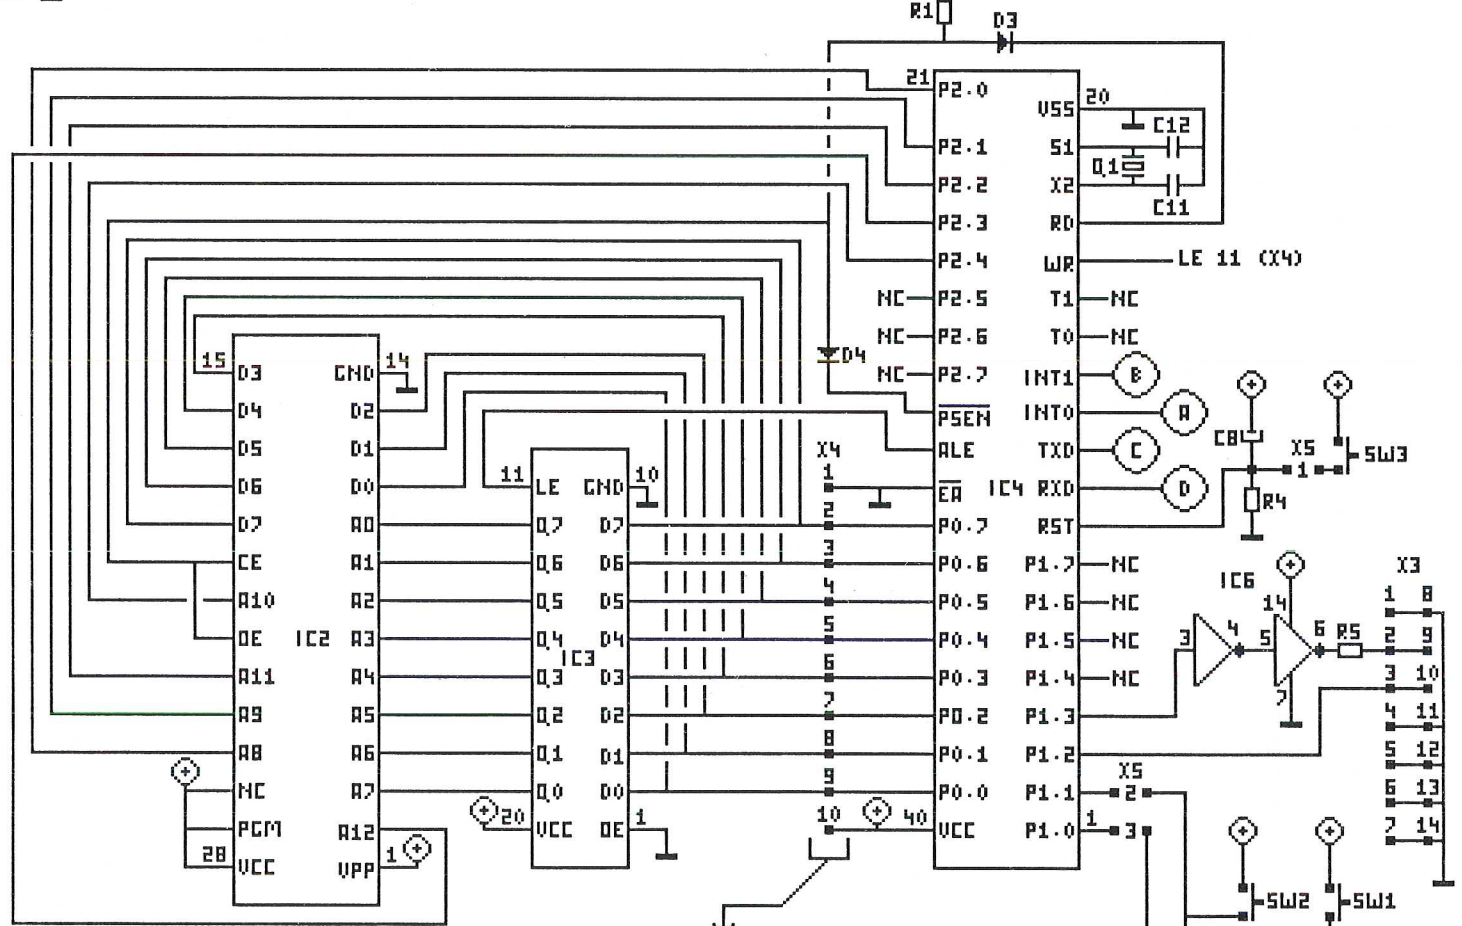 R1
D3
21
P2.0
VSS
20
C12
P2.1
S1
Q1
P2.2
X2
C11
P2.3
RD
P2.4
WR
LE 11 (X4)
NC
P2.5
T1
NC
NC
P2.6
T0
NC
D4
NC
P2.7
INT1
B
PSEN
INT0
A
ALE
TXD
C
EA
IC4
RXD
D
P0.7
RST
P0.6
P1.7
NC
P0.5
P1.6
NC
P0.4
P1.5
NC
P0.3
P1.4
NC
P0.2
P1.3
P0.1
P1.2
P0.0
P1.1
X5
2
40
VCC
P1.0
1
3
15
D3
GND
14
D4
D2
D5
D1
D6
D0
D7
A0
CE
A1
A10
A2
OE
IC2
A3
A11
A4
A9
A5
A8
A6
NC
A7
PGM
A12
28
VCC
VPP
1
11
LE
GND
10
Q7
D7
Q6
D6
Q5
D5
Q4
D4
IC3
Q3
D3
Q2
D2
Q1
D1
Q0
D0
20
VCC
OE
1
X4
1
2
3
4
5
6
7
8
9
10
C8
X5
1
SW3
R4
IC6
14
3
4
5
6
R5
7
X3
1 8
2 9
3 10
4 11
5 12
6 13
7 14
SW2
SW1